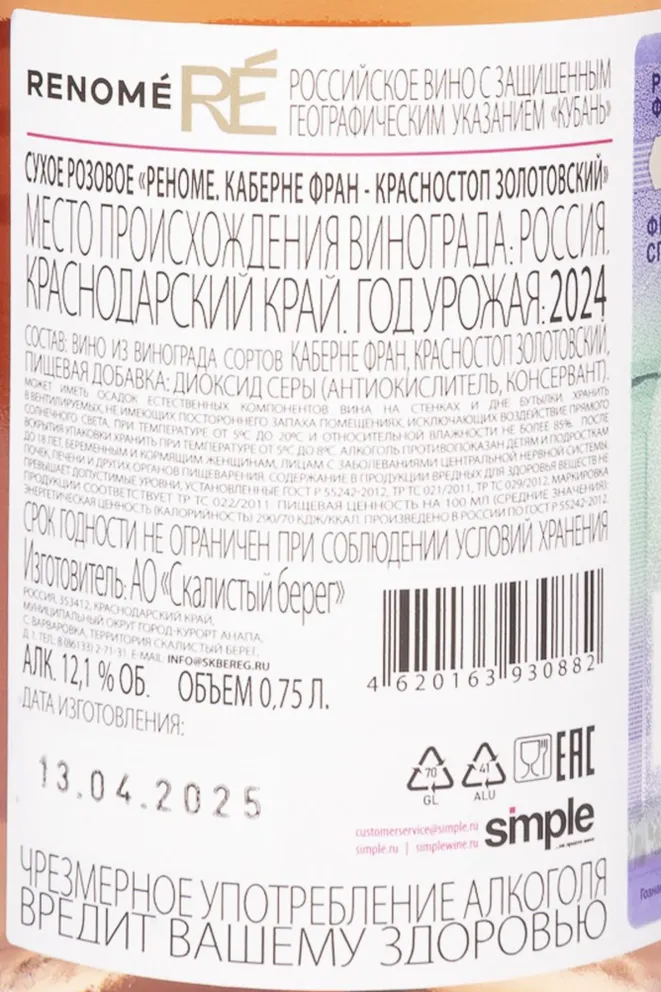 RENOMÉ RÉ РОССИЙСКОЕ ВИНО С ЗАЩИЩЕННЫМ
ГЕОГРАФИЧЕСКИМ УКАЗАНИЕМ «КУБАНЬ»
СУХОЕ РОЗОВОЕ «РЕНОМЕ. КАБЕРНЕ ФРАН - КРАСНОСТОП ЗОЛОТОВСКИЙ»
МЕСТО ПРОИСХОЖДЕНИЯ ВИНОГРАДА: РОССИЯ,
КРАСНОДАРСКИЙ КРАЙ. ГОД УРОЖАЯ: 2024
СОСТАВ: ВИНО ИЗ ВИНОГРАДА СОРТОВ КАБЕРНЕ ФРАН, КРАСНОСТОП ЗОЛОТОВСКИЙ,
ПИЩЕВАЯ ДОБАВКА: ДИОКСИД СЕРЫ (АНТИОКИСЛИТЕЛЬ, КОНСЕРВАНТ).
МОЖЕТ ИМЕТЬ ОСАДОК ЕСТЕСТВЕННЫХ КОМПОНЕНТОВ ВИНА НА СТЕНКАХ И ДНЕ БУТЫЛКИ. ХРАНИТЬ
В ВЕНТИЛИРУЕМЫХ, НЕ ИМЕЮЩИХ ПОСТОРОННЕГО ЗАПАХА ПОМЕЩЕНИЯХ, ИСКЛЮЧАЮЩИХ ВОЗДЕЙСТВИЕ ПРЯМОГО
СОЛНЕЧНОГО СВЕТА, ПРИ ТЕМПЕРАТУРЕ ОТ 5ºС ДО 20ºС И ОТНОСИТЕЛЬНОЙ ВЛАЖНОСТИ НЕ БОЛЕЕ 85%. ПОСЛЕ
ВСКРЫТИЯ УПАКОВКИ ХРАНИТЬ ПРИ ТЕМПЕРАТУРЕ ОТ 5ºС ДО 8ºС. АЛКОГОЛЬ ПРОТИВОПОКАЗАН ДЕТЯМ И ПОДРОСТКАМ
ДО 18 ЛЕТ, БЕРЕМЕННЫМ И КОРМЯЩИМ ЖЕНЩИНАМ, ЛИЦАМ С ЗАБОЛЕВАНИЯМИ ЦЕНТРАЛЬНОЙ НЕРВНОЙ СИСТЕМЫ,
ПОЧЕК, ПЕЧЕНИ И ДРУГИХ ОРГАНОВ ПИЩЕВАРЕНИЯ. СОДЕРЖАНИЕ В ПРОДУКЦИИ ВРЕДНЫХ ДЛЯ ЗДОРОВЬЯ ВЕЩЕСТВ НЕ
ПРЕВЫШАЕТ ДОПУСТИМЫЕ УРОВНИ, УСТАНОВЛЕННЫЕ ГОСТ Р 55242-2012, ТР ТС 021/2011, ТР ТС 029/2012. МАРКИРОВКА
ПРОДУКЦИИ СООТВЕТСТВУЕТ ТР ТС 022/2011. ПИЩЕВАЯ ЦЕННОСТЬ НА 100 МЛ (СРЕДНИЕ ЗНАЧЕНИЯ):
ЭНЕРГЕТИЧЕСКАЯ ЦЕННОСТЬ (КАЛОРИЙНОСТЬ) 290/70 КДЖ/ККАЛ. ПРОИЗВЕДЕНО В РОССИИ ПО ГОСТ Р 55242-2012.
СРОК ГОДНОСТИ НЕ ОГРАНИЧЕН ПРИ СОБЛЮДЕНИИ УСЛОВИЙ ХРАНЕНИЯ
Изготовитель: АО «Скалистый берег»
РОССИЯ, 353412, КРАСНОДАРСКИЙ КРАЙ,
МУНИЦИПАЛЬНЫЙ ОКРУГ ГОРОД-КУРОРТ АНАПА,
С. ВАРВАРОВКА, ТЕРРИТОРИЯ СКАЛИСТЫЙ БЕРЕГ,
Д. 1. ТЕЛ.: 8 (86133) 2-71-31 E-MAIL: INFO@SKBEREG.RU
АЛК. 12,1 % ОБ. ОБЪЕМ 0,75 Л.
ДАТА ИЗГОТОВЛЕНИЯ:
13.04.2025
4 620163 930882
70
GL
41
ALU
EAC
customerservice@simple.ru
simple.ru | simplewine.ru
simple
...не просто вино
ЧРЕЗМЕРНОЕ УПОТРЕБЛЕНИЕ АЛКОГОЛЯ
ВРЕДИТ ВАШЕМУ ЗДОРОВЬЮ